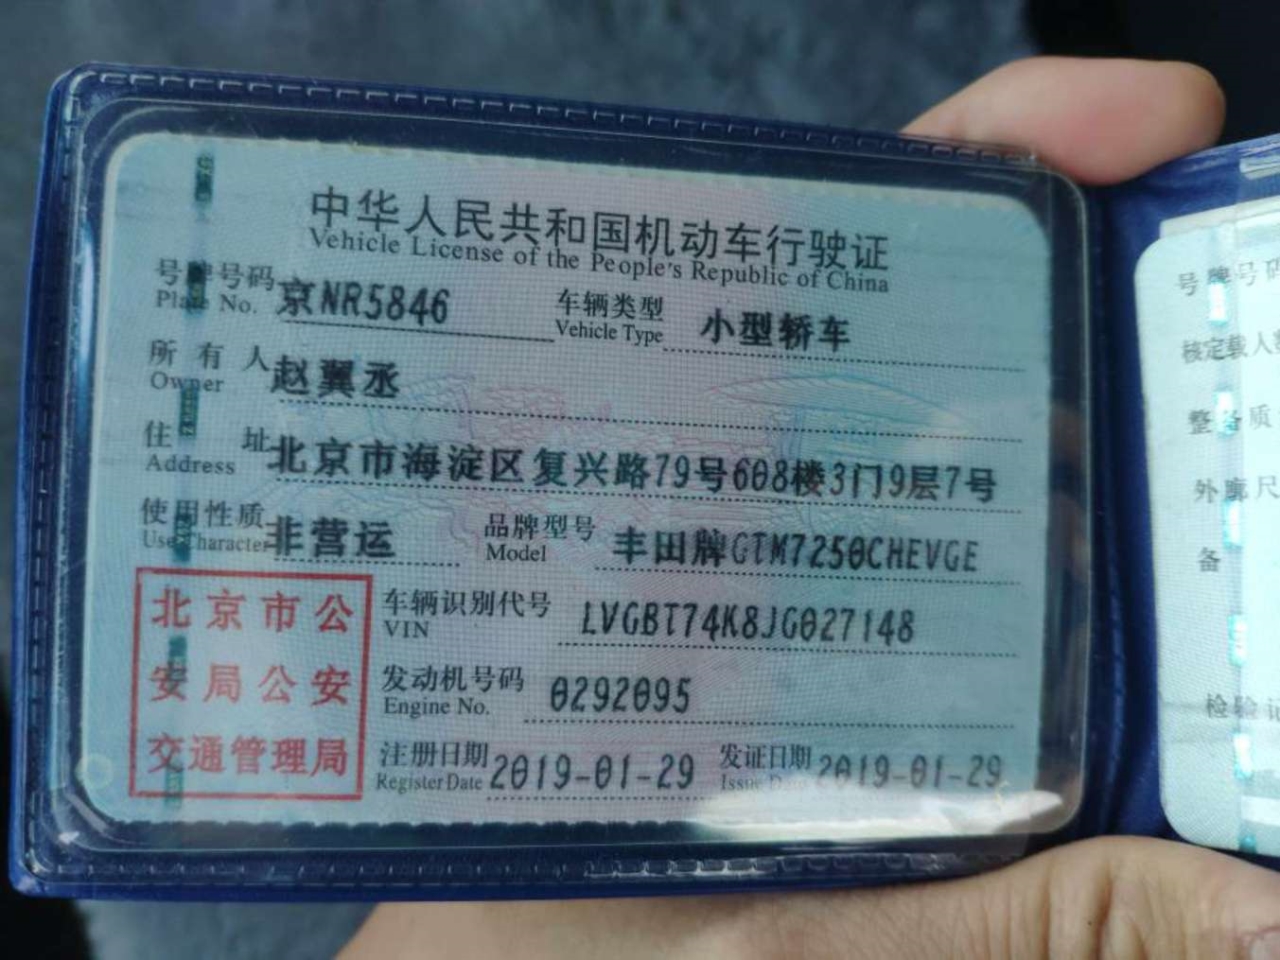 中华人民共和国机动车行驶证
Vehicle License of the People's Republic of China
号牌号码 京NR5846 车辆类型 小型轿车
Plate No. Vehicle Type
所有人 赵翼丞
Owner
住址 北京市海淀区复兴路79号608楼3门9层7号
Address
使用性质 非营运 品牌型号 丰田牌GTM7250CHEVGE
Use Character Model
北京市公
安局公安
交通管理局
车辆识别代号 LVGBT74K8JG027148
VIN
发动机号码 0292095
Engine No.
注册日期 2019-01-29 发证日期 2019-01-29
Register Date Issue Date
号牌号码
核定载人
整备质
外廓尺
备
检验